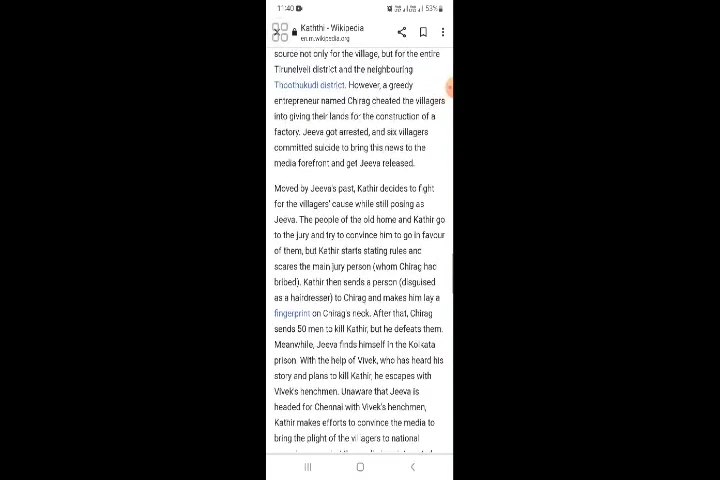 11:40
53%
Kaththi - Wikipedia
en.m.wikipedia.org
source not only for the village, but for the entire
Tirunelveli district and the neighbouring
Thoothukudi district. However, a greedy
entrepreneur named Chirag cheated the villagers
into giving their lands for the construction of a
factory. Jeeva got arrested, and six villagers
committed suicide to bring this news to the
media forefront and get Jeeva released.
Moved by Jeeva's past, Kathir decides to fight
for the villagers' cause while still posing as
Jeeva. The people of the old home and Kathir go
to the jury and try to convince him to go in favour
of them, but Kathir starts stating rules and
scares the main jury person (whom Chirag had
bribed). Kathir then sends a person (disguised
as a hairdresser) to Chirag and makes him lay a
fingerprint on Chirag's neck. After that, Chirag
sends 50 men to kill Kathir, but he defeats them.
Meanwhile, Jeeva finds himself in the Kolkata
prison. With the help of Vivek, who has heard his
story and plans to kill Kathir, he escapes with
Vivek's henchmen. Unaware that Jeeva is
headed for Chennai with Vivek's henchmen,
Kathir makes efforts to convince the media to
bring the plight of the villagers to national